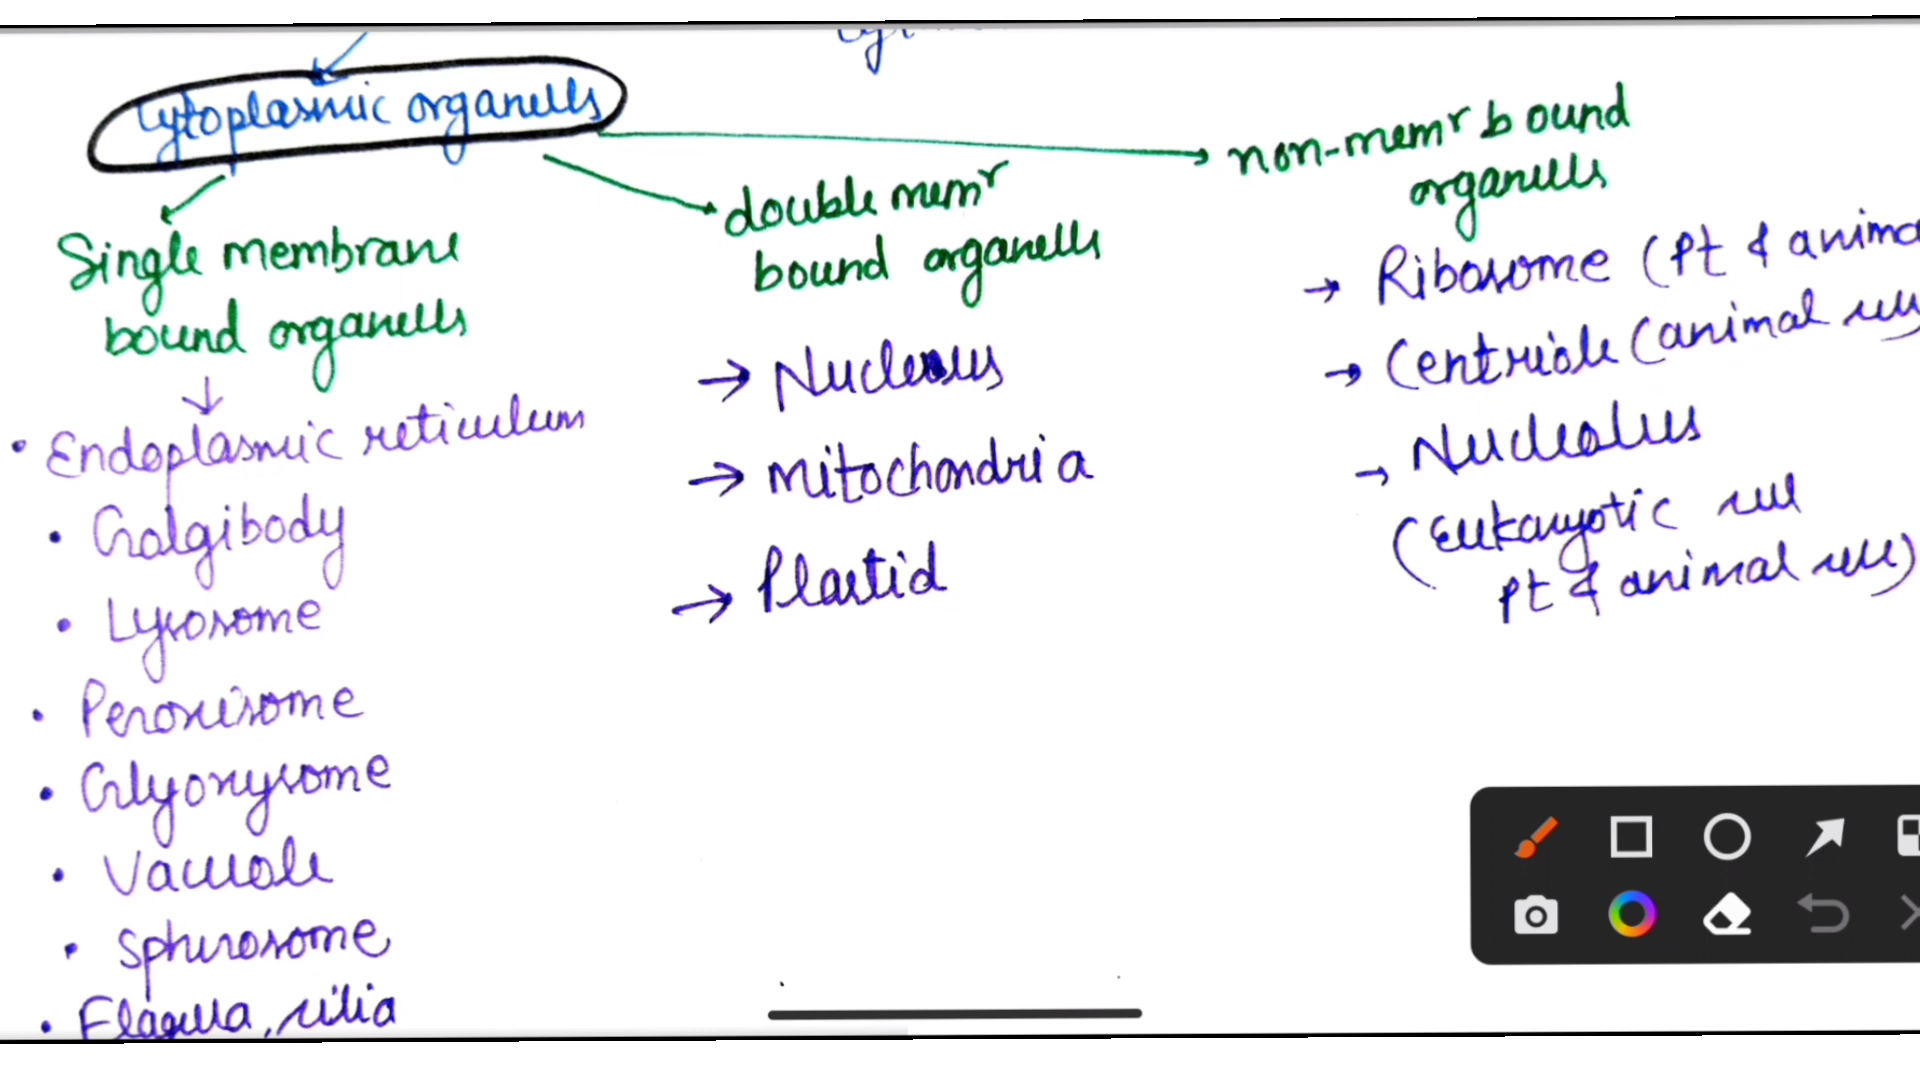 Cytoplasmic organells
Single membrane
bound organells
Endoplasmic reticulum
Golgibody
Lysosome
Peroxisome
Glyoxysome
Vacuole
Sphurosome
Flagella, cilia
double memr
bound organells
→ Nucleus
→ Mitochondria
→ Plastid
non-memr bound
organells
→ Ribosome (Pt & anima
→ Centriole (animal cell
→ Nucleolus
(Eukaryotic cell
Pt & animal cell)